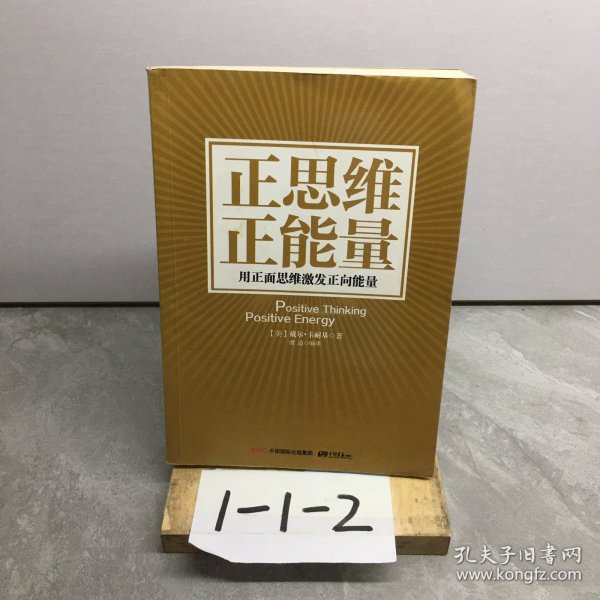 正思维
正能量
用正面思维激发正向能量
Positive Thinking
Positive Energy
【美】戴尔·卡耐基◎著
中国国际出版集团
1-1-2
孔夫子旧书网
www.kongfz.com